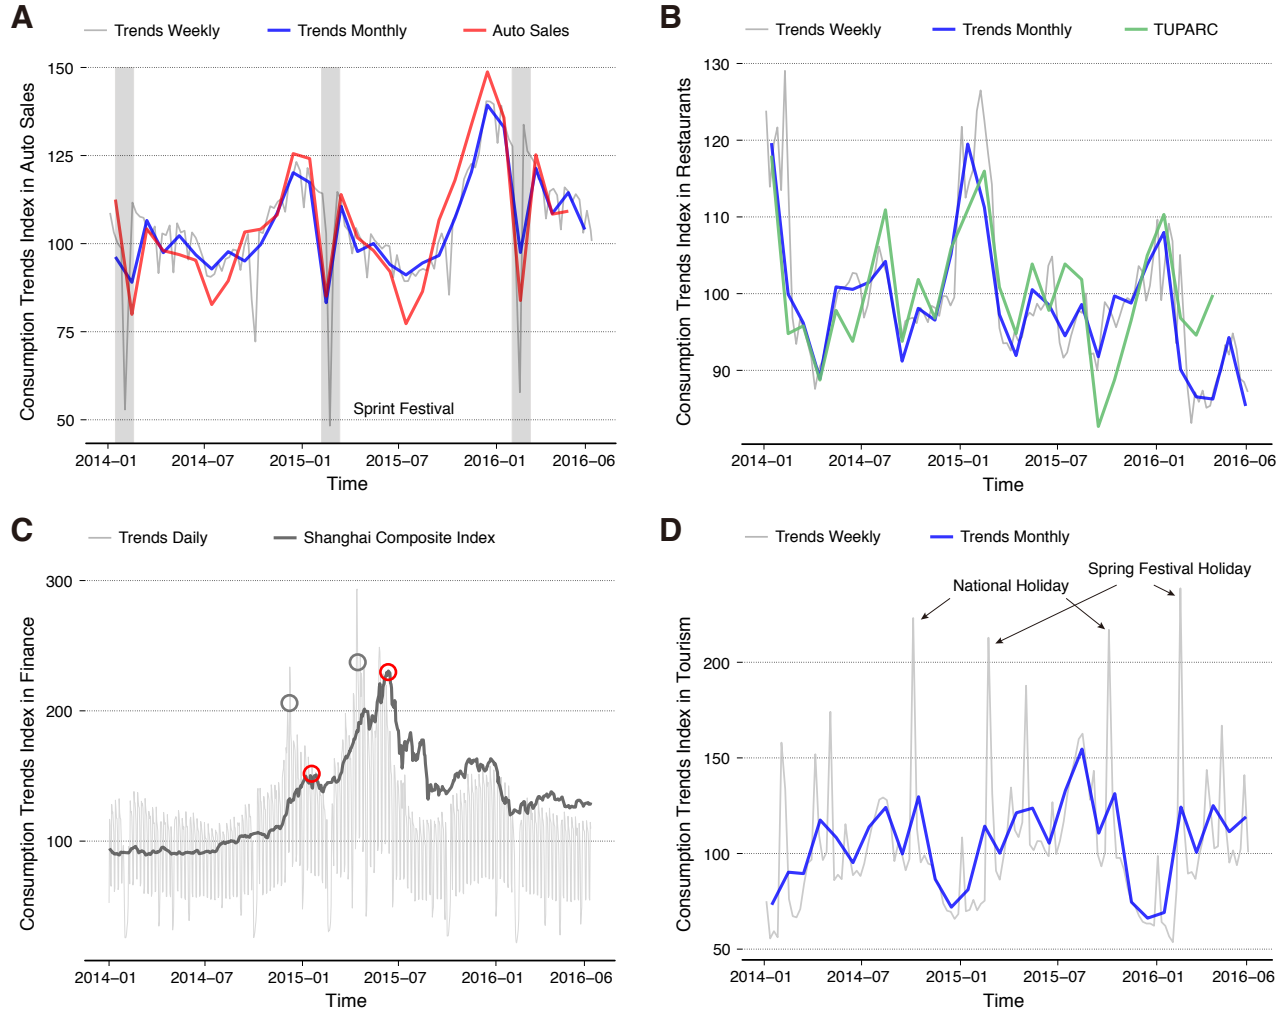 A
Trends Weekly Trends Monthly Auto Sales
Consumption Trends Index in Auto Sales
150
125
100
75
50
Sprint Festival
2014−01 2014−07 2015−01 2015−07 2016−01 2016−06
Time
B
Trends Weekly Trends Monthly TUPARC
Consumption Trends Index in Restaurants
130
120
110
100
90
2014−01 2014−07 2015−01 2015−07 2016−01 2016−06
Time
C
Trends Daily Shanghai Composite Index
Consumption Trends Index in Finance
300
200
100
2014−01 2014−07 2015−01 2015−07 2016−01 2016−06
Time
D
Trends Weekly Trends Monthly
Spring Festival Holiday
National Holiday
Consumption Trends Index in Tourism
200
150
100
50
2014−01 2014−07 2015−01 2015−07 2016−01 2016−06
Time